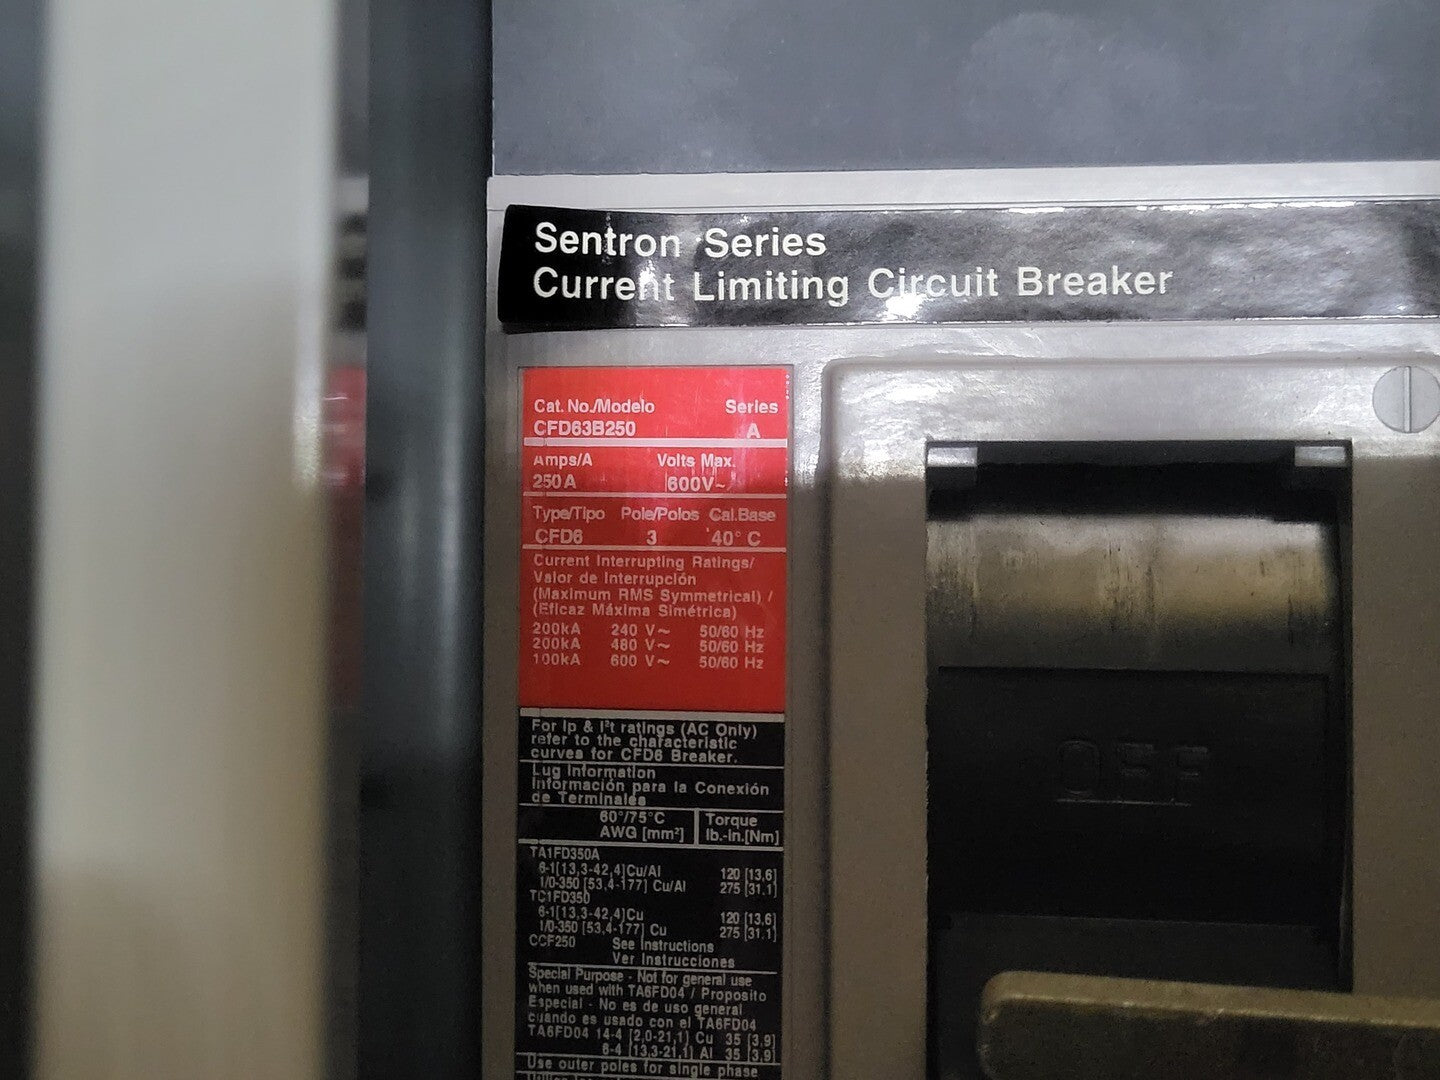 Sentron Series
Current Limiting Circuit Breaker
Cat. No./Modelo Series
CFD63B250 A
Amps/A Volts Max.
250A 600V~
Type/Tipo Pole/Polos Cal.Base
CFD6 3 40° C
Current Interrupting Ratings/
Valor de Interrupción
(Maximum RMS Symmetrical) /
(Eficaz Máxima Simétrica)
200kA 240 V~ 50/60 Hz
200kA 480 V~ 50/60 Hz
100kA 600 V~ 50/60 Hz
For Ip & I²t ratings (AC Only)
refer to the characteristic
curves for CFD6 Breaker.
Lug Information
Información para la Conexión
de Terminales
60°/75°C Torque
AWG [mm²] lb.-in.[Nm]
TA1FD350A
6-1[13,3-42,4]Cu/Al 120 [13.6]
1/0-350 [53,4-177] Cu/Al 275 [31.1]
TC1FD350
6-1[13,3-42,4]Cu 120 [13.6]
1/0-350 [53,4-177] Cu 275 [31.1]
CCF250 See Instructions
Ver Instrucciones
Special Purpose - Not for general use
when used with TA6FD04 / Proposito
Especial - No es de uso general
cuando es usado con el TA6FD04
TA6FD04 14-4 [2,0-21,1] Cu 35 [3,9]
6-4 [13,3-21,1] Al 35 [3,9]
Use outer poles for single phase
OFF